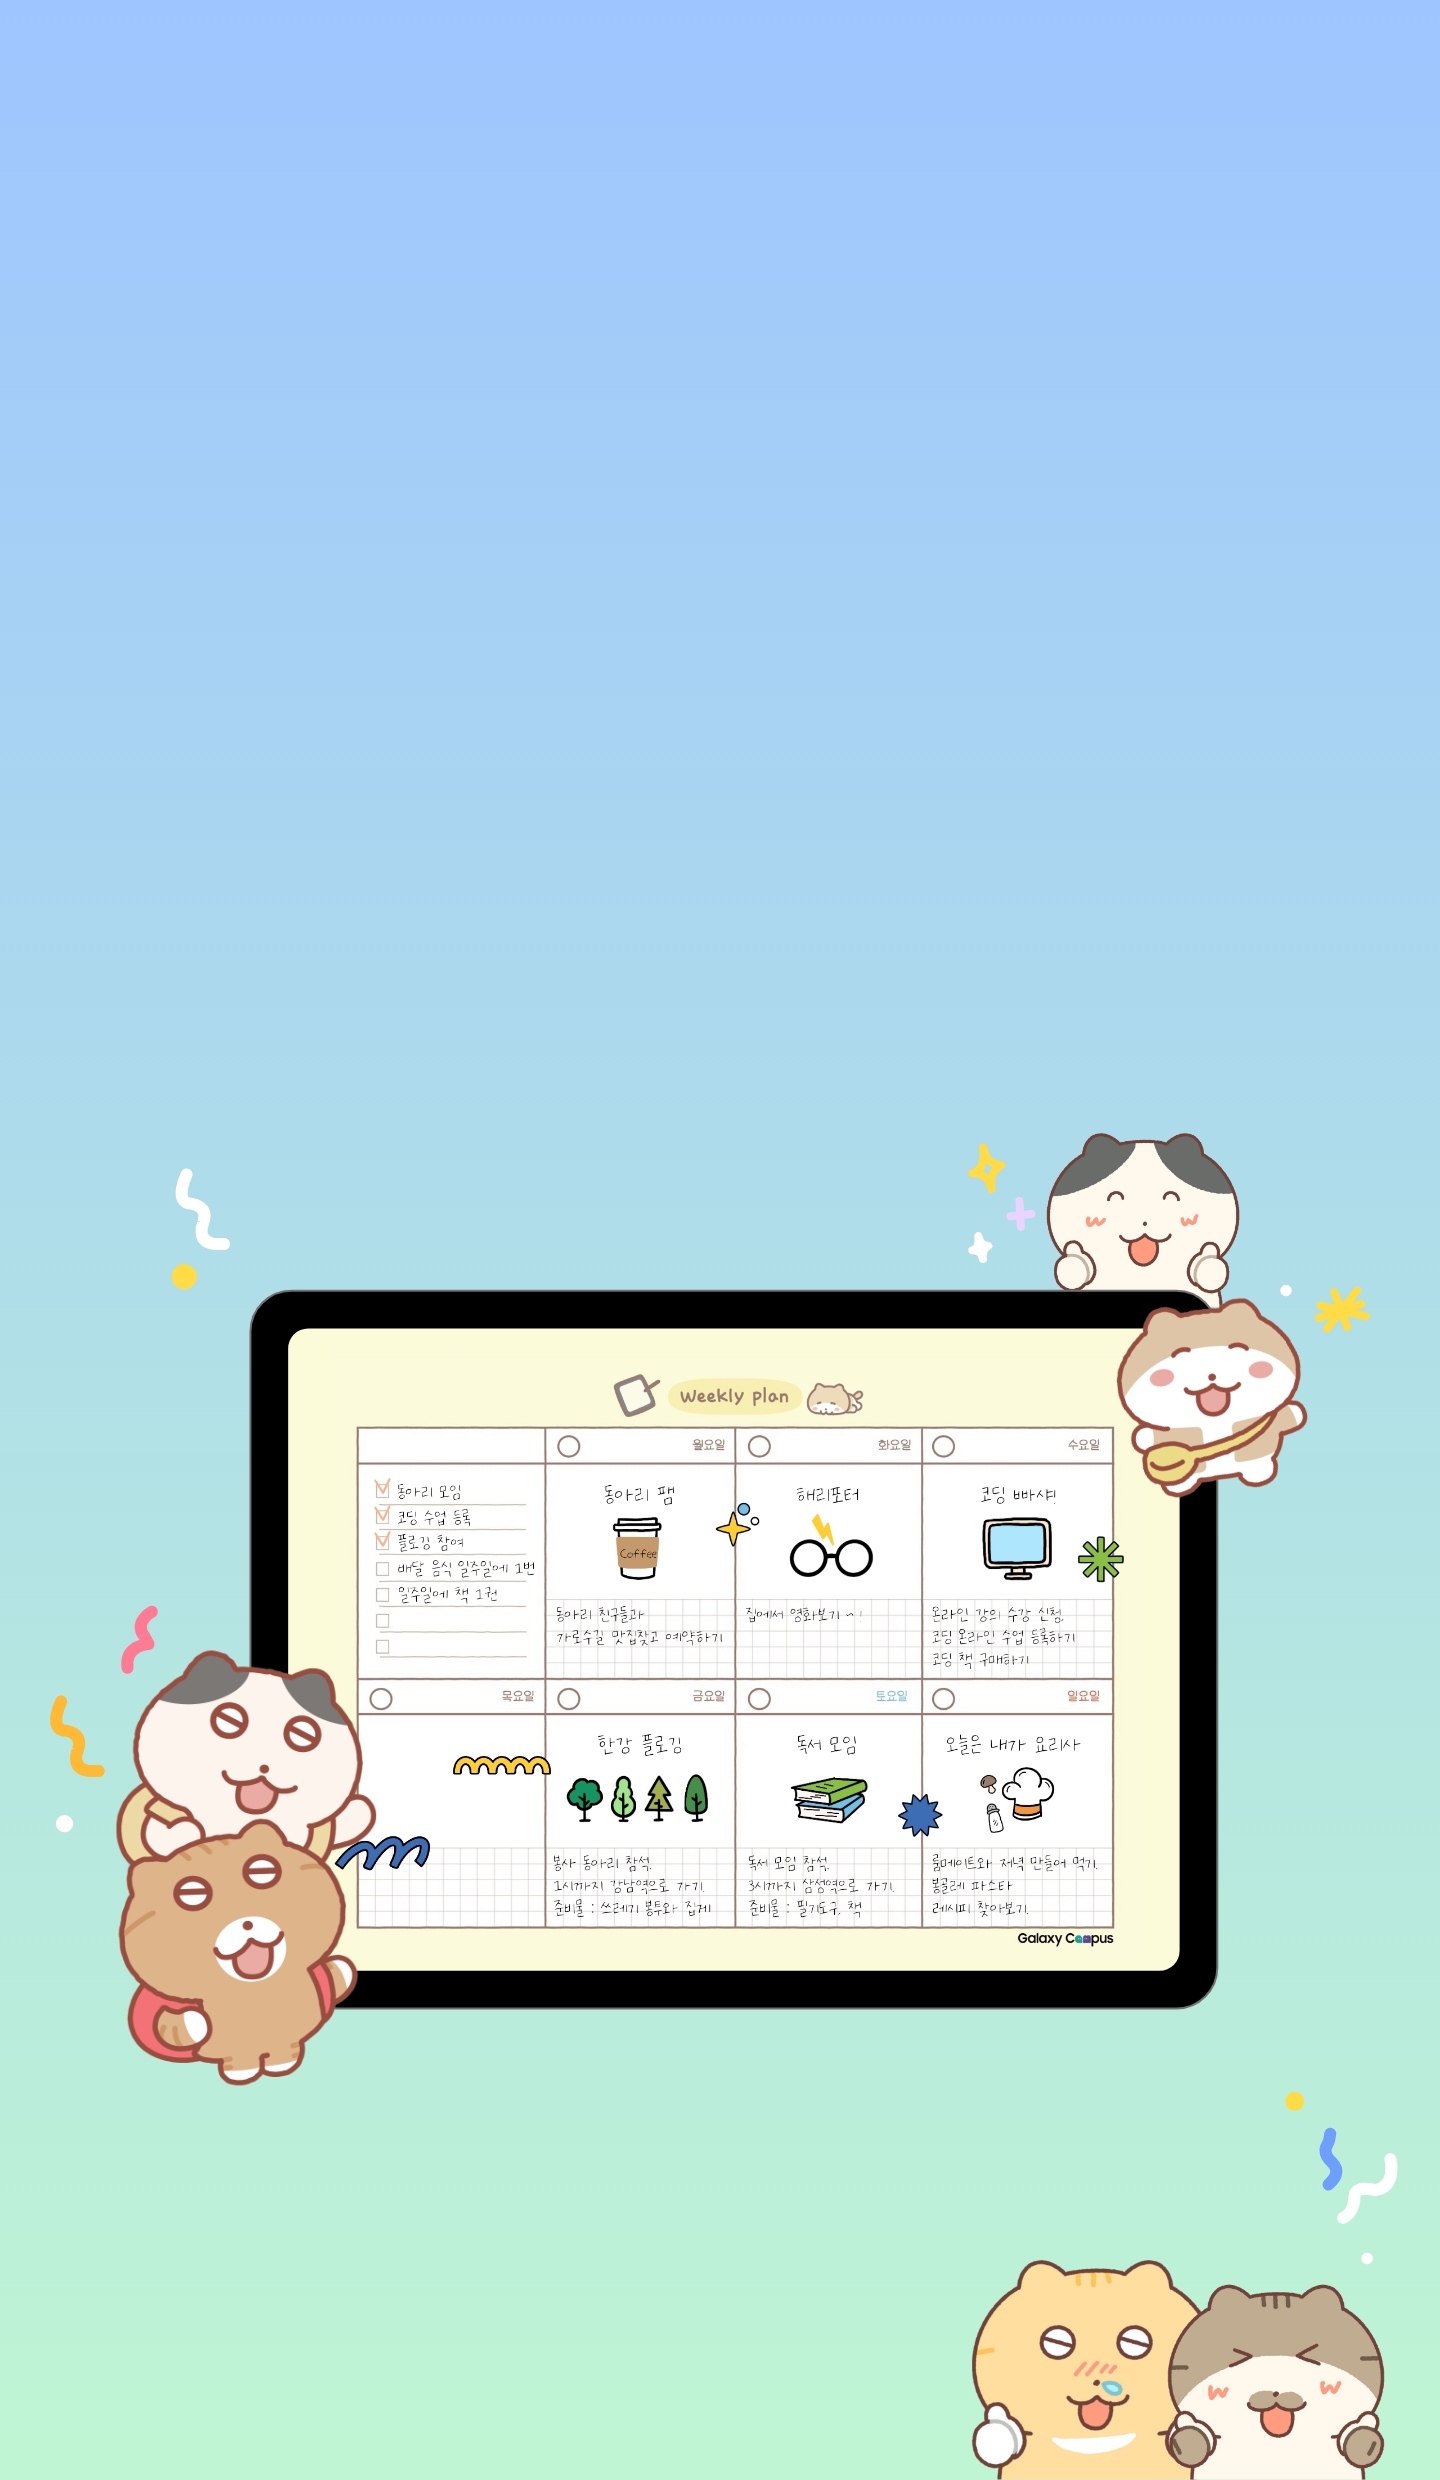 Weekly plan
월요일
화요일
수요일
동아리 모임
코딩 수업 등록
플로깅 참여
배달 음식 일주일에 1번
일주일에 책 1권
동아리 팸
Coffee
동아리 친구들과
가로수길 맛집찾고 예약하기
해리포터
집에서 영화보기 ~!
코딩 빠샤!
온라인 강의 수강 신청.
코딩 온라인 수업 등록하기
코딩 책 구매하기
목요일
금요일
토요일
일요일
한강 플로깅
봉사 동아리 참석.
1시까지 강남역으로 가기.
준비물 : 쓰레기 봉투와 집게
독서 모임
독서 모임 참석.
3시까지 삼성역으로 가기.
준비물 : 필기도구, 책
오늘은 내가 요리사
룸메이트와 저녁 만들어 먹기.
봉골레 파스타
레시피 찾아보기.
Galaxy Campus